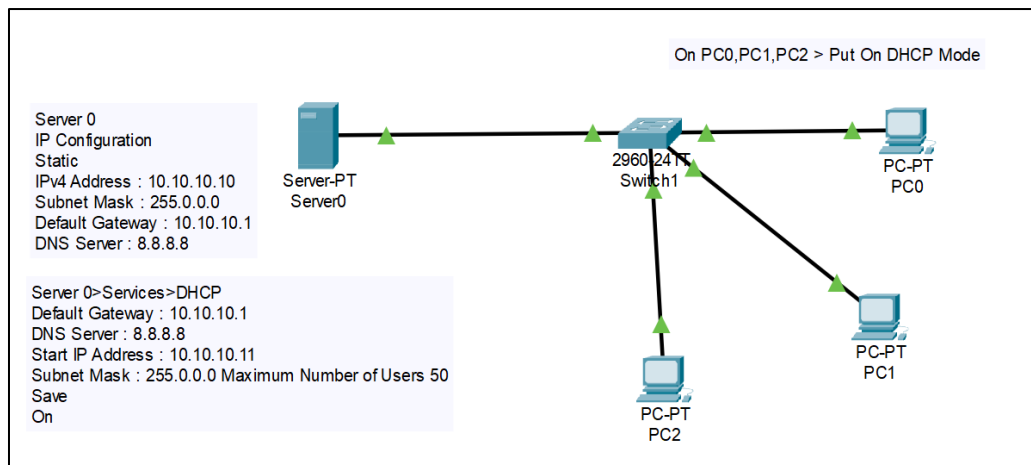 On PC0,PC1,PC2 > Put On DHCP Mode
Server 0
IP Configuration
Static
IPv4 Address : 10.10.10.10
Subnet Mask : 255.0.0.0
Default Gateway : 10.10.10.1
DNS Server : 8.8.8.8
Server-PT
Server0
2960-24TT
Switch1
PC-PT
PC0
Server 0>Services>DHCP
Default Gateway : 10.10.10.1
DNS Server : 8.8.8.8
Start IP Address : 10.10.10.11
Subnet Mask : 255.0.0.0 Maximum Number of Users 50
Save
On
PC-PT
PC1
PC-PT
PC2